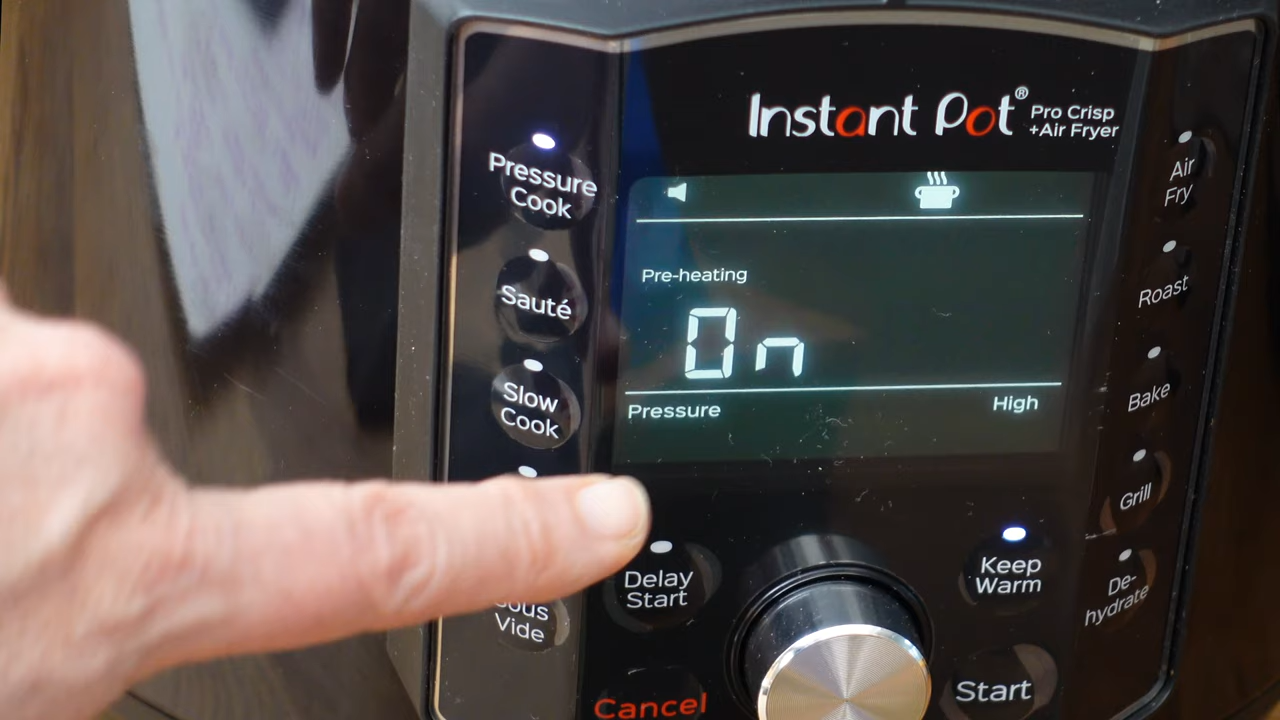 Instant Pot® Pro Crisp
+Air Fryer
Pressure
Cook
Sauté
Slow
Cook
Vide
Pre-heating
On
Pressure High
Delay
Start
Cancel
Keep
Warm
Start
Air
Fry
Roast
Bake
Grill
De-
hydrate